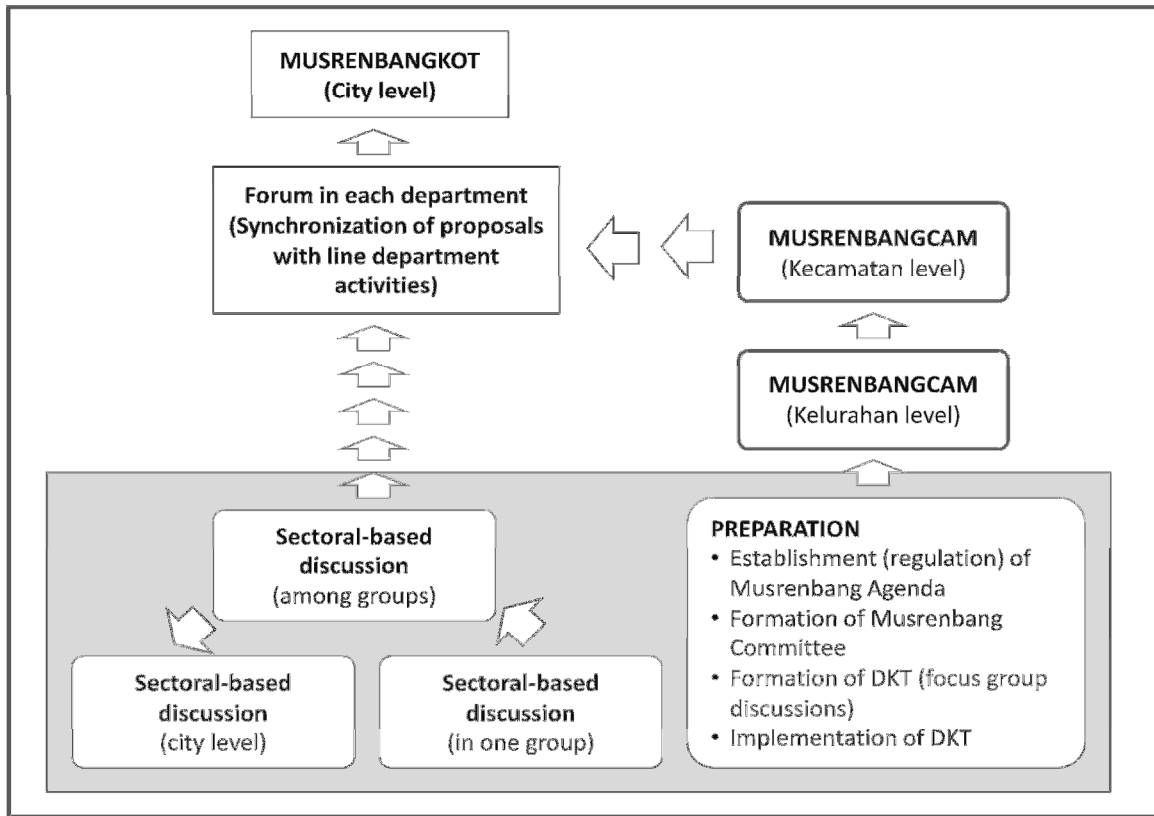 MUSRENBANGKOT
(City level)
Forum in each department
(Synchronization of proposals
with line department
activities)
MUSRENBANGCAM
(Kecamatan level)
MUSRENBANGCAM
(Kelurahan level)
Sectoral-based
discussion
(among groups)
Sectoral-based
discussion
(city level)
Sectoral-based
discussion
(in one group)
PREPARATION
• Establishment (regulation) of
Musrenbang Agenda
• Formation of Musrenbang
Committee
• Formation of DKT (focus group
discussions)
• Implementation of DKT